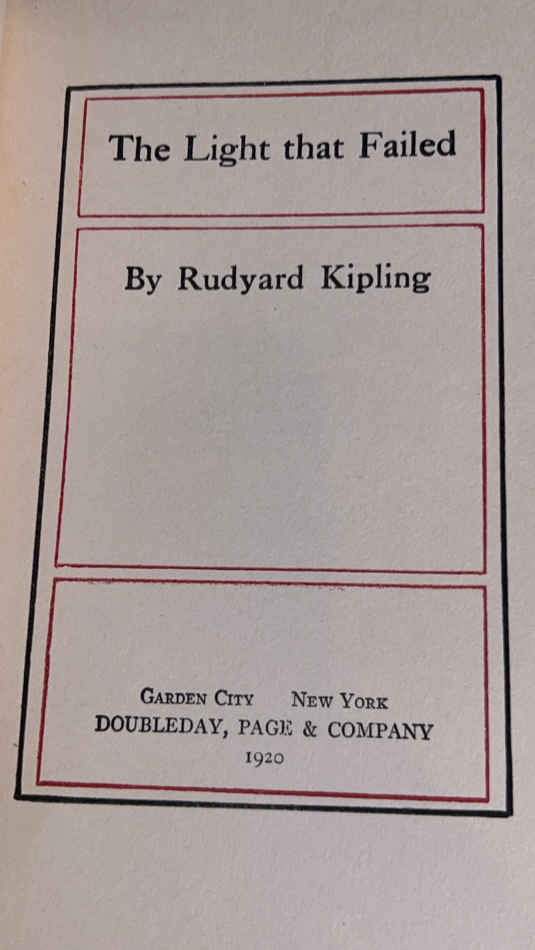 The Light that Failed
By Rudyard Kipling
Garden City New York
DOUBLEDAY, PAGE & COMPANY
1920